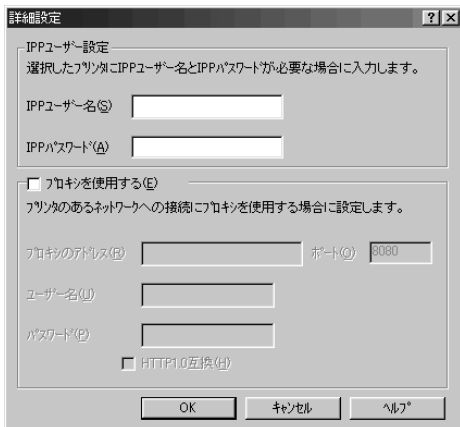 詳細設定
IPPユーザー設定
選択したプリンタにIPPユーザー名とIPPパスワードが必要な場合に入力します。
IPPユーザー名(S)
IPPパスワード(A)
プロキシを使用する(E)
プリンタのあるネットワークへの接続にプロキシを使用する場合に設定します。
プロキシのアドレス(R) ポート(O) 8080
ユーザー名(U)
パスワード(P)
HTTP1.0互換(H)
OK キャンセル ヘルプ